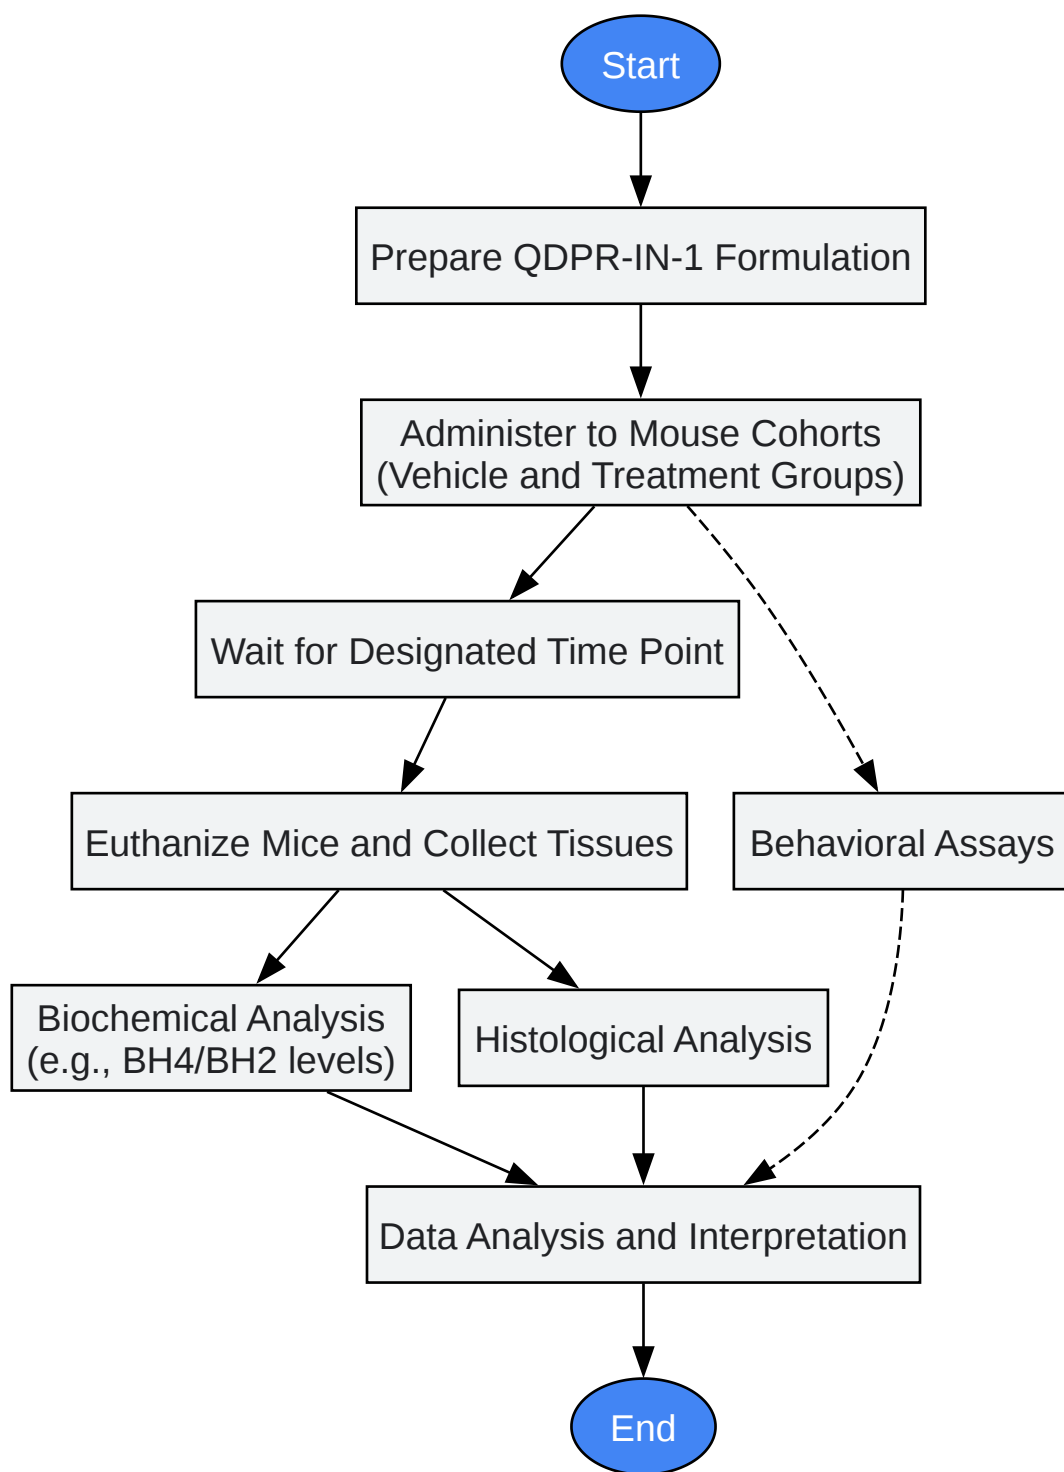 Start
Prepare QDPR-IN-1 Formulation
Administer to Mouse Cohorts
(Vehicle and Treatment Groups)
Wait for Designated Time Point
Euthanize Mice and Collect Tissues
Behavioral Assays
Biochemical Analysis
(e.g., BH4/BH2 levels)
Histological Analysis
Data Analysis and Interpretation
End